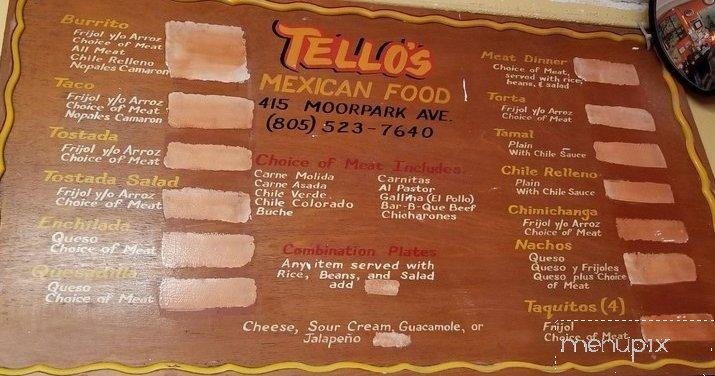 Burrito
Frijol y/o Arroz
Choice of Meat
All Meat
Chile Relleno
Nopales Camaron
Taco
Frijol y/o Arroz
Choice of Meat
Nopales Camaron
Tostada
Frijol y/o Arroz
Choice of Meat
Tostada Salad
Frijol y/o Arroz
Choice of Meat
Enchilada
Queso
Choice of Meat
Quesadilla
Queso
Choice of Meat
TELLO'S
MEXICAN FOOD
415 MOORPARK AVE.
(805) 523-7640
Choice of Meat Includes
Carne Molida
Carne Asada
Chile Verde
Chile Colorado
Buche
Carnitas
Al Pastor
Gallina (El Pollo)
Bar-B-Que Beef
Chicharones
Combination Plates
Any item served with
Rice, Beans, and Salad
add
Cheese, Sour Cream, Guacamole, or
Jalapeño
Meat Dinner
Choice of Meat,
served with rice,
beans, & salad
Torta
Frijol y/o Arroz
Choice of Meat
Tamal
Plain
With Chile Sauce
Chile Relleno
Plain
With Chile Sauce
Chimichanga
Frijol y/o Arroz
Choice of Meat
Nachos
Queso
Queso y Frijoles
Queso plus Choice
of Meat
Taquitos (4)
Frijol
Choice of Meat
menupix